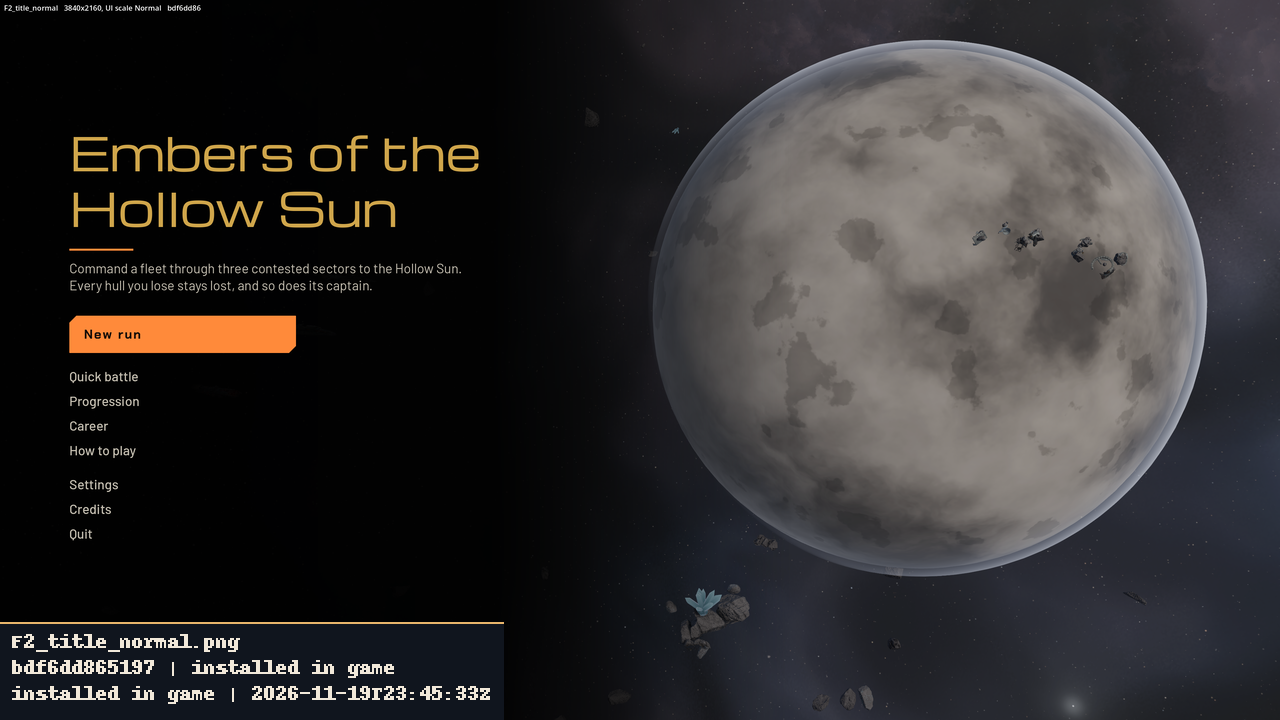 F2_title_normal 3840x2160, UI scale Normal bdf6dd86
Embers of the
Hollow Sun
Command a fleet through three contested sectors to the Hollow Sun.
Every hull you lose stays lost, and so does its captain.
New run
Quick battle
Progression
Career
How to play
Settings
Credits
Quit
F2_title_normal.png
bdf6dd865197 | installed in game
installed in game | 2026-11-19T23:45:33Z